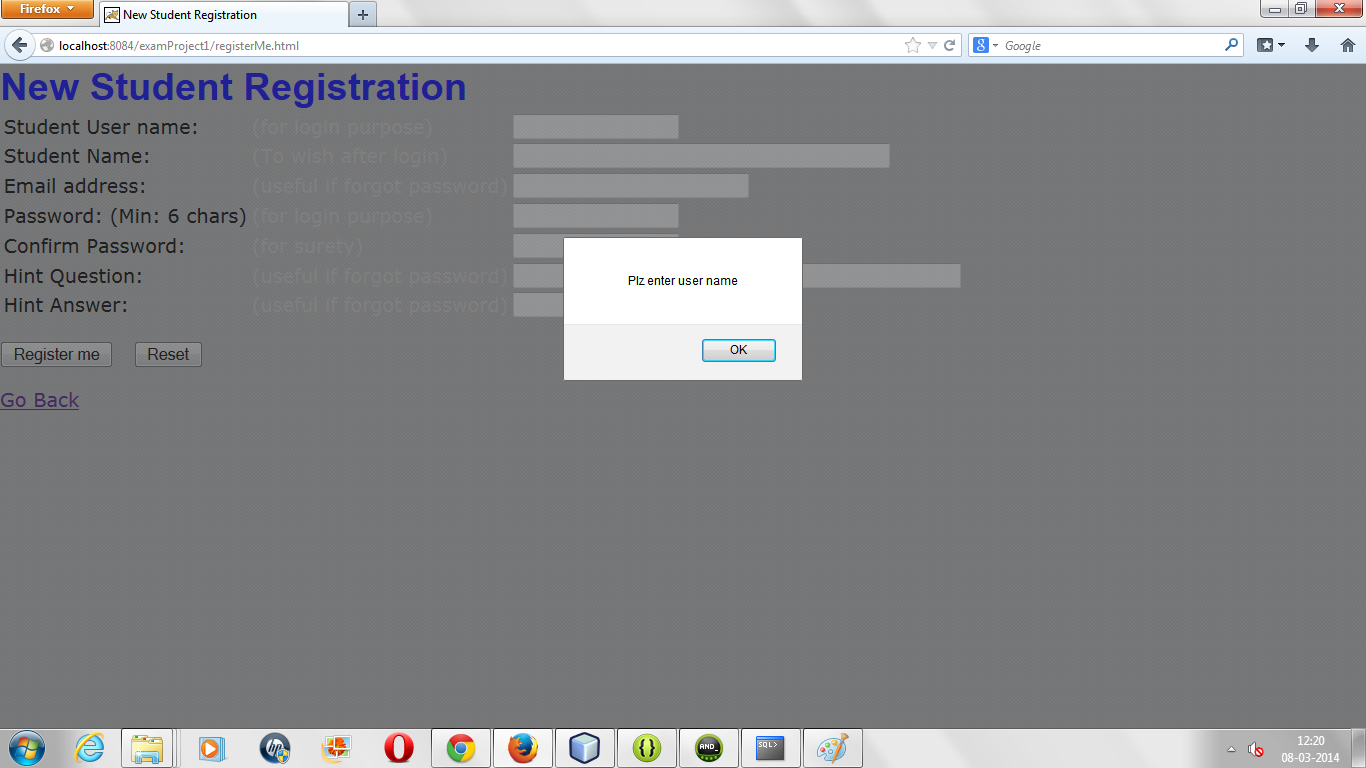 Firefox
New Student Registration
localhost:8084/examProject1/registerMe.html
Google
New Student Registration
Student User name: (for login purpose)
Student Name: (To wish after login)
Email address: (useful if forgot password)
Password: (Min: 6 chars) (for login purpose)
Confirm Password: (for surety)
Hint Question: (useful if forgot password)
Hint Answer: (useful if forgot password)
Plz enter user name
OK
Register me Reset
Go Back
12:20
08-03-2014
hp
AND_
SQL>